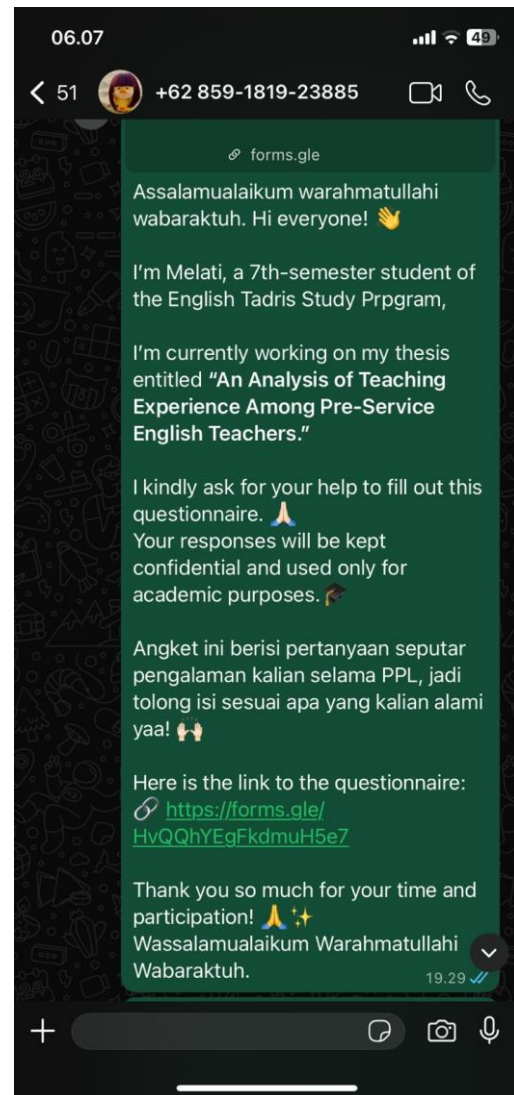 06.07
49
51
+62 859-1819-23885
forms.gle
Assalamualaikum warahmatullahi
wabaraktuh. Hi everyone! 👋
I'm Melati, a 7th-semester student of
the English Tadris Study Prpgram,
I'm currently working on my thesis
entitled "An Analysis of Teaching
Experience Among Pre-Service
English Teachers."
I kindly ask for your help to fill out this
questionnaire. 🙏🏻
Your responses will be kept
confidential and used only for
academic purposes. 🎓
Angket ini berisi pertanyaan seputar
pengalaman kalian selama PPL, jadi
tolong isi sesuai apa yang kalian alami
yaa! 🙌🏻
Here is the link to the questionnaire:
🔗 https://forms.gle/
HvQQhYEgFkdmuH5e7
Thank you so much for your time and
participation! 🙏✨
Wassalamualaikum Warahmatullahi
Wabaraktuh.
19.29